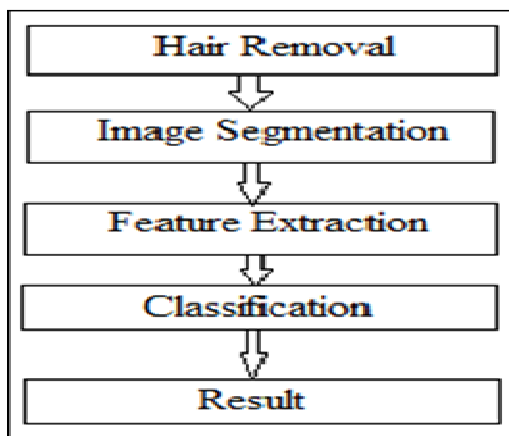 Hair Removal
Image Segmentation
Feature Extraction
Classification
Result